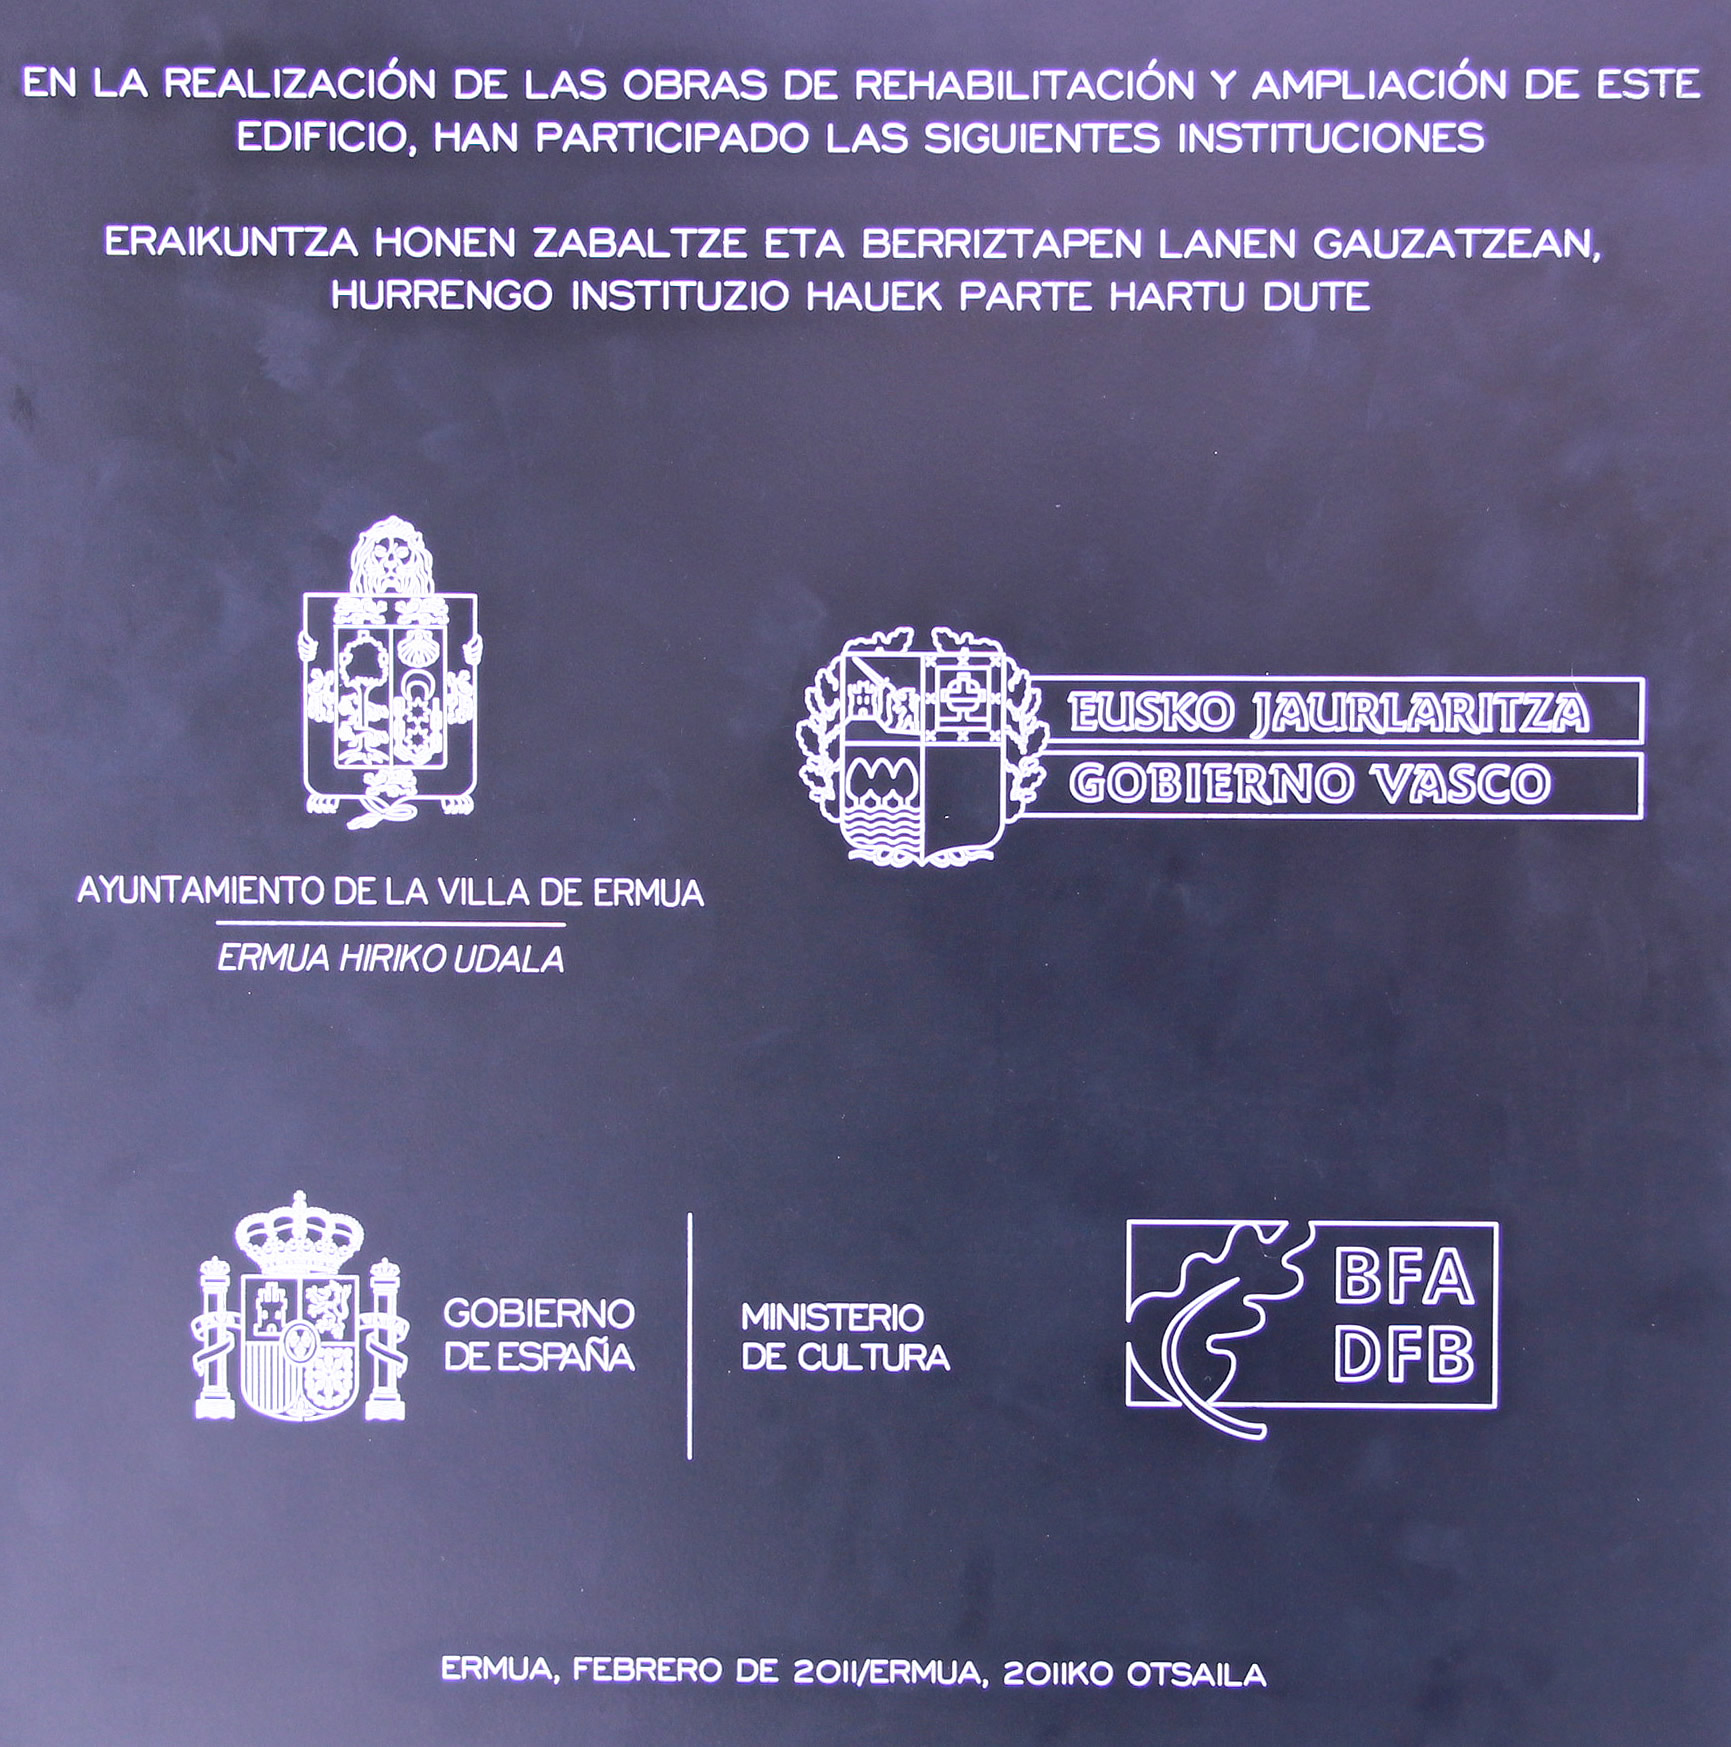 EN LA REALIZACIÓN DE LAS OBRAS DE REHABILITACIÓN Y AMPLIACIÓN DE ESTE
EDIFICIO, HAN PARTICIPADO LAS SIGUIENTES INSTITUCIONES
ERAIKUNTZA HONEN ZABALTZE ETA BERRIZTAPEN LANEN GAUZATZEAN,
HURRENGO INSTITUZIO HAUEK PARTE HARTU DUTE
AYUNTAMIENTO DE LA VILLA DE ERMUA
ERMUA HIRIKO UDALA
EUSKO JAURLARITZA
GOBIERNO VASCO
GOBIERNO
DE ESPAÑA
MINISTERIO
DE CULTURA
BFA
DFB
ERMUA, FEBRERO DE 2011/ERMUA, 2011KO OTSAILA